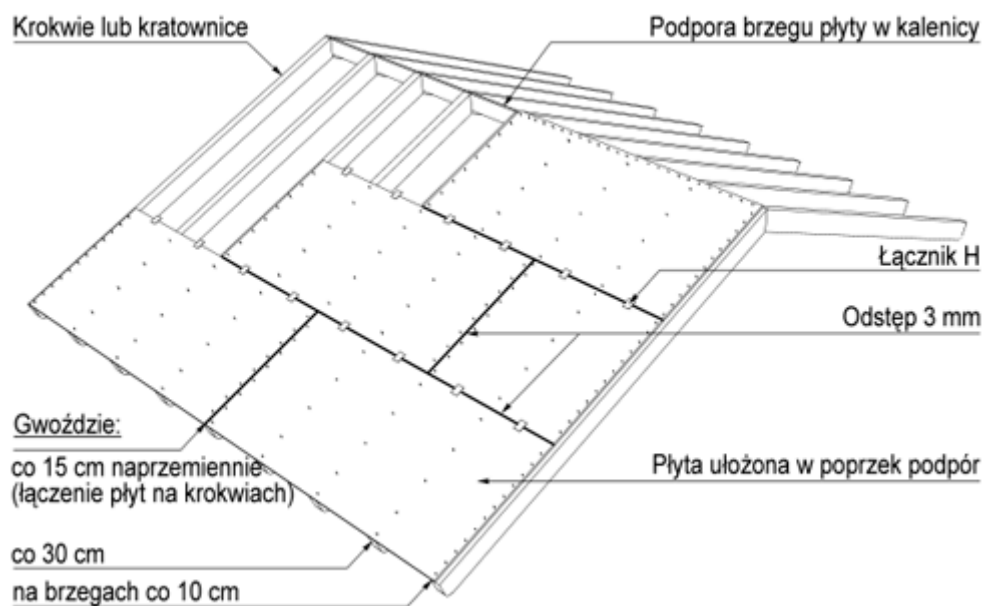 Krokwie lub kratownice
Podpora brzegu płyty w kalenicy
Łącznik H
Odstęp 3 mm
Gwoździe:
co 15 cm naprzemiennie
(łączenie płyt na krokwiach)
Płyta ułożona w poprzek podpór
co 30 cm
na brzegach co 10 cm